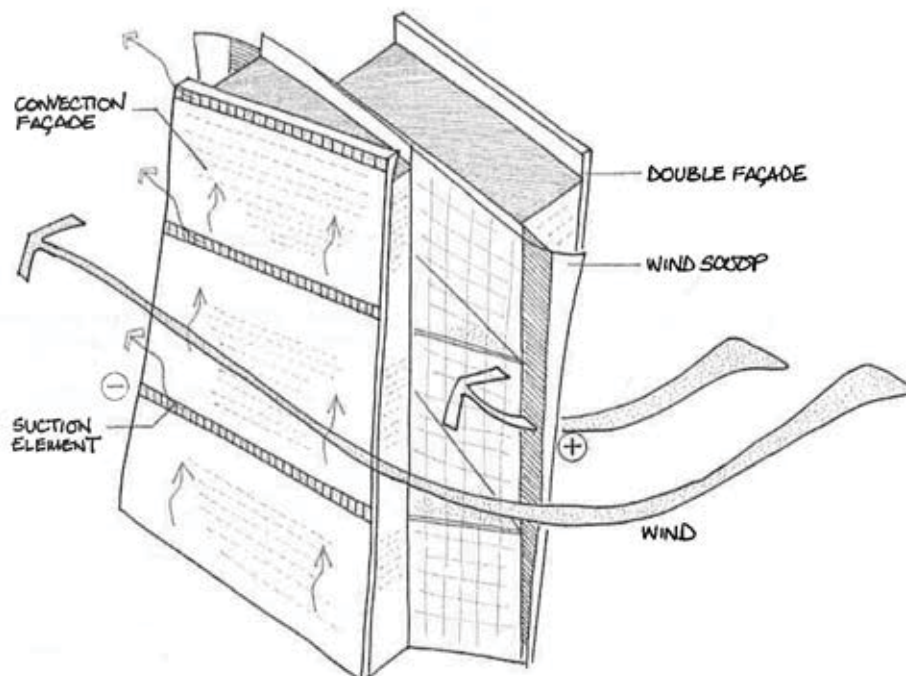 CONVECTION
FAÇADE
DOUBLE FAÇADE
WIND SCOOP
−
SUCTION
ELEMENT
+
WIND